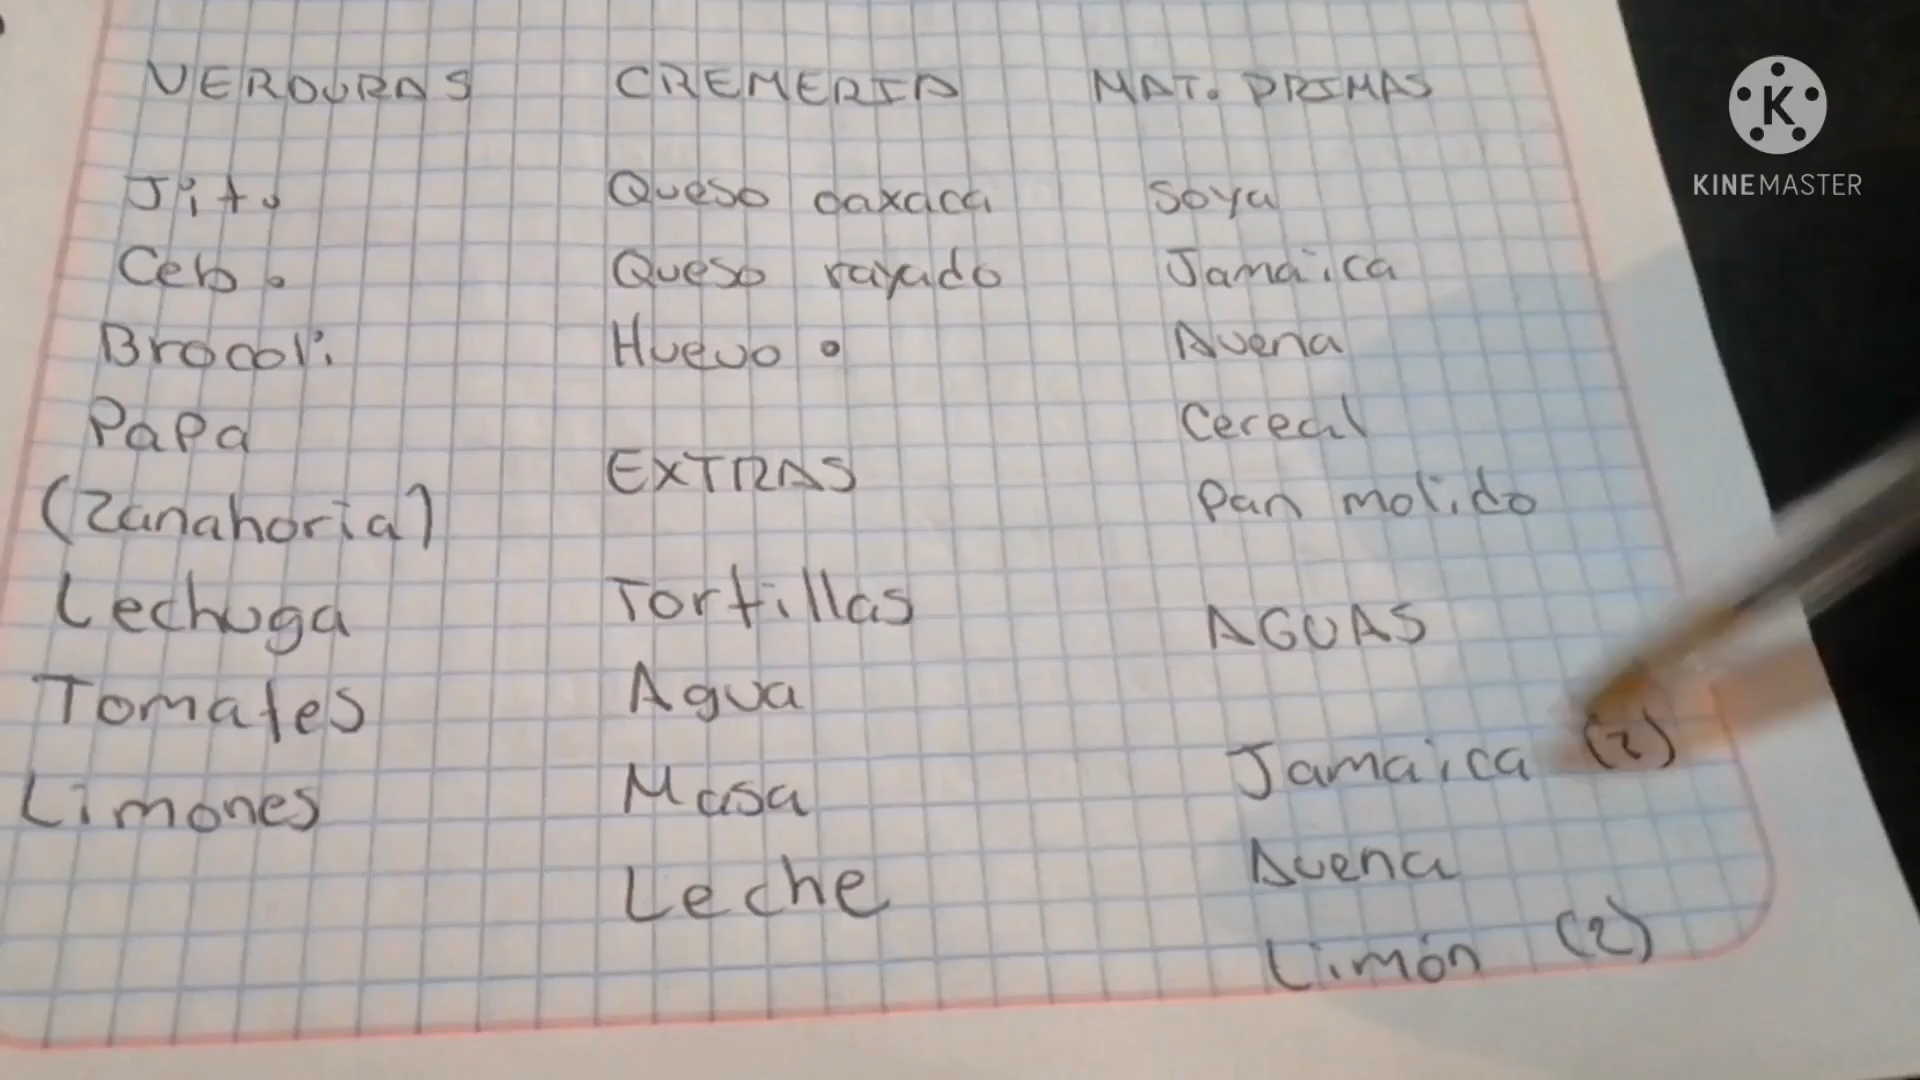 VERDURAS
Jito
Ceb.
Brocoli
Papa
(Zanahoria)
Lechuga
Tomates
Limones
CREMERIA
Queso oaxaca
Queso rayado
Huevo
EXTRAS
Tortillas
Agua
Masa
Leche
MAT. PRIMAS
Soya
Jamaica
Avena
Cereal
Pan molido
AGUAS
Jamaica (2)
Avena
Limón (2)
K
KINEMASTER